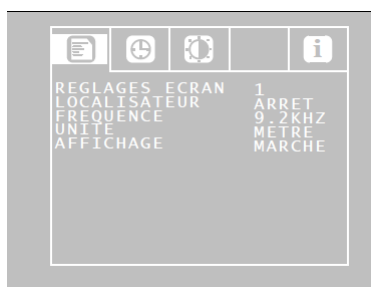 REGLAGES ECRAN 1
LOCALISATEUR ARRET
FREQUENCE 9.2KHZ
UNITE METRE
AFFICHAGE MARCHE